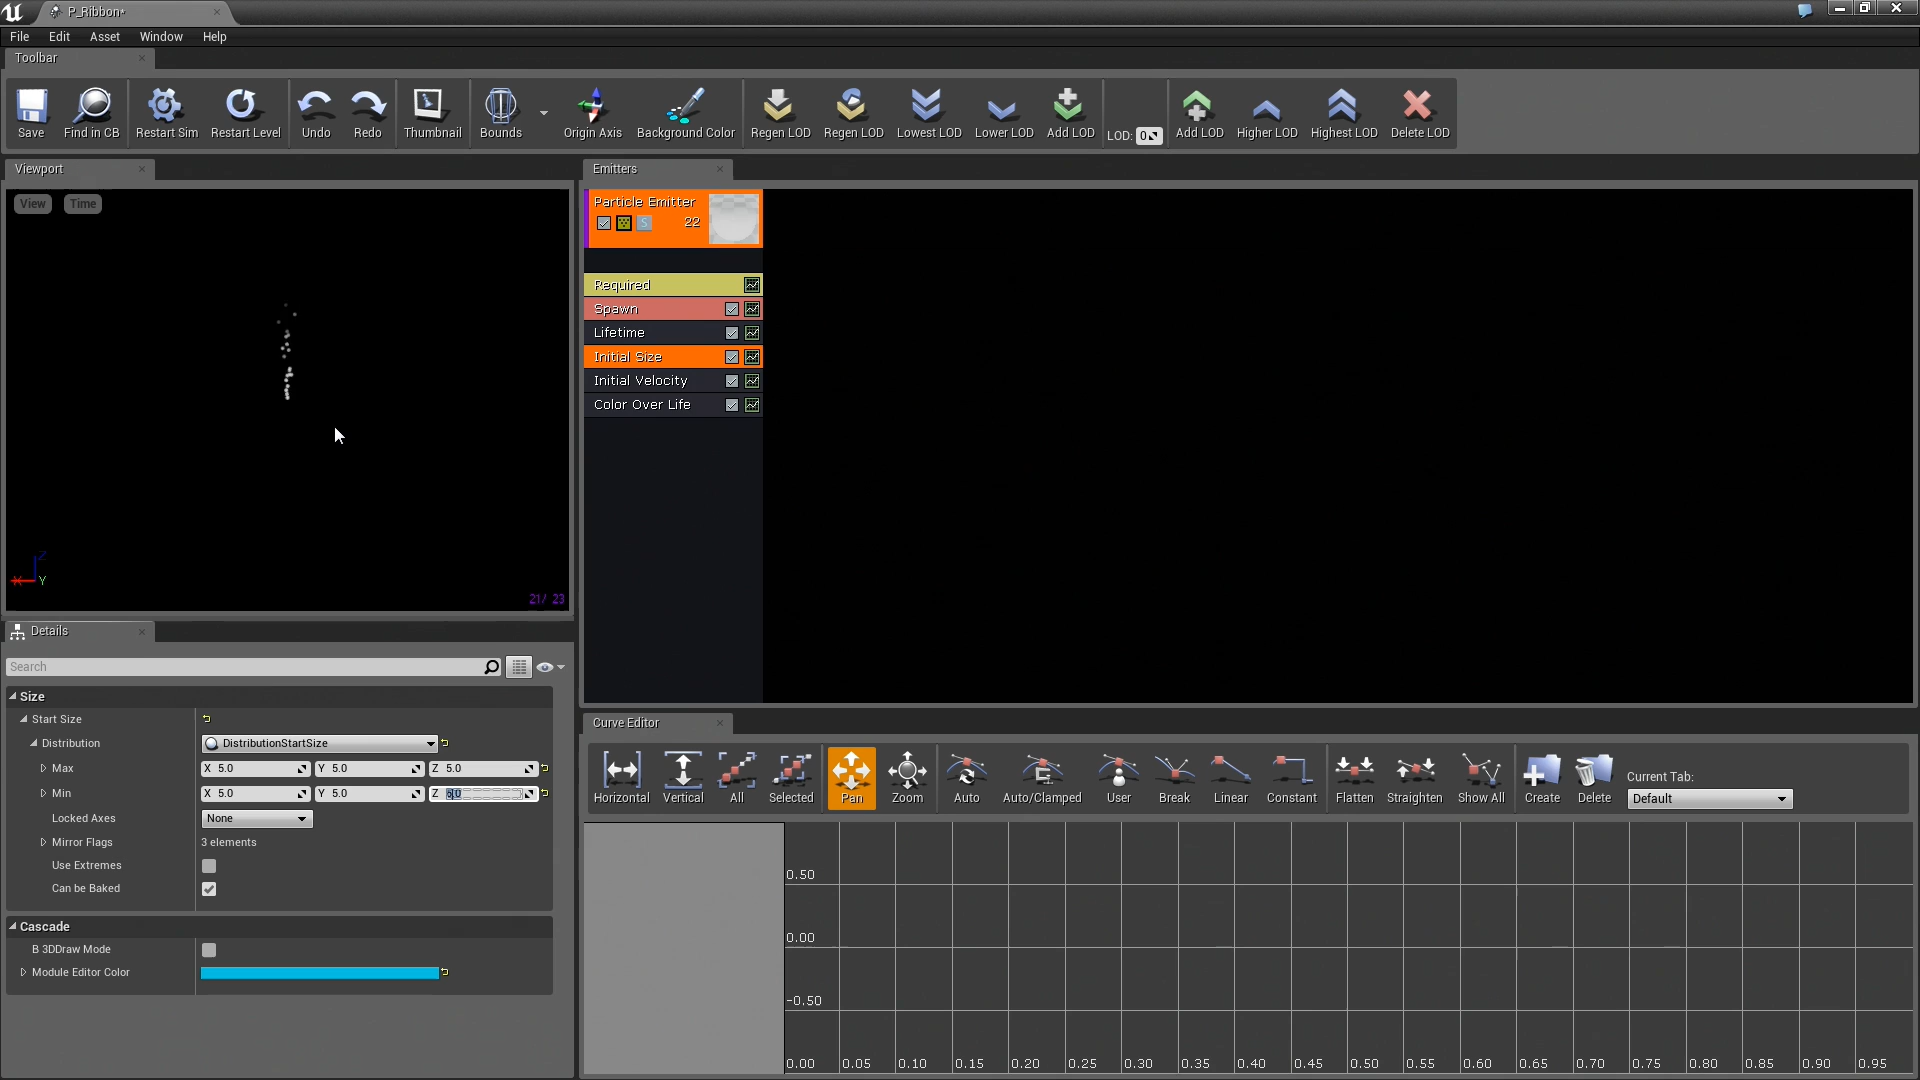 P_Ribbon*
File Edit Asset Window Help
Toolbar
Save Find in CB Restart Sim Restart Level Undo Redo Thumbnail Bounds Origin Axis Background Color Regen LOD Regen LOD Lowest LOD Lower LOD Add LOD LOD: 0 Add LOD Higher LOD Highest LOD Delete LOD
Viewport
View Time
Z
X Y
21/ 23
Emitters
Particle Emitter
S 22
Required
Spawn
Lifetime
Initial Size
Initial Velocity
Color Over Life
Details
Search
Size
Start Size
Distribution DistributionStartSize
Max X 5.0 Y 5.0 Z 5.0
Min X 5.0 Y 5.0 Z
Locked Axes None
Mirror Flags 3 elements
Use Extremes
Can be Baked
Cascade
B 3DDraw Mode
Module Editor Color
Curve Editor
Horizontal Vertical All Selected Pan Zoom Auto Auto/Clamped User Break Linear Constant Flatten Straighten Show All Create Delete
Current Tab:
Default
0.50
0.00
-0.50
0.00 0.05 0.10 0.15 0.20 0.25 0.30 0.35 0.40 0.45 0.50 0.55 0.60 0.65 0.70 0.75 0.80 0.85 0.90 0.95